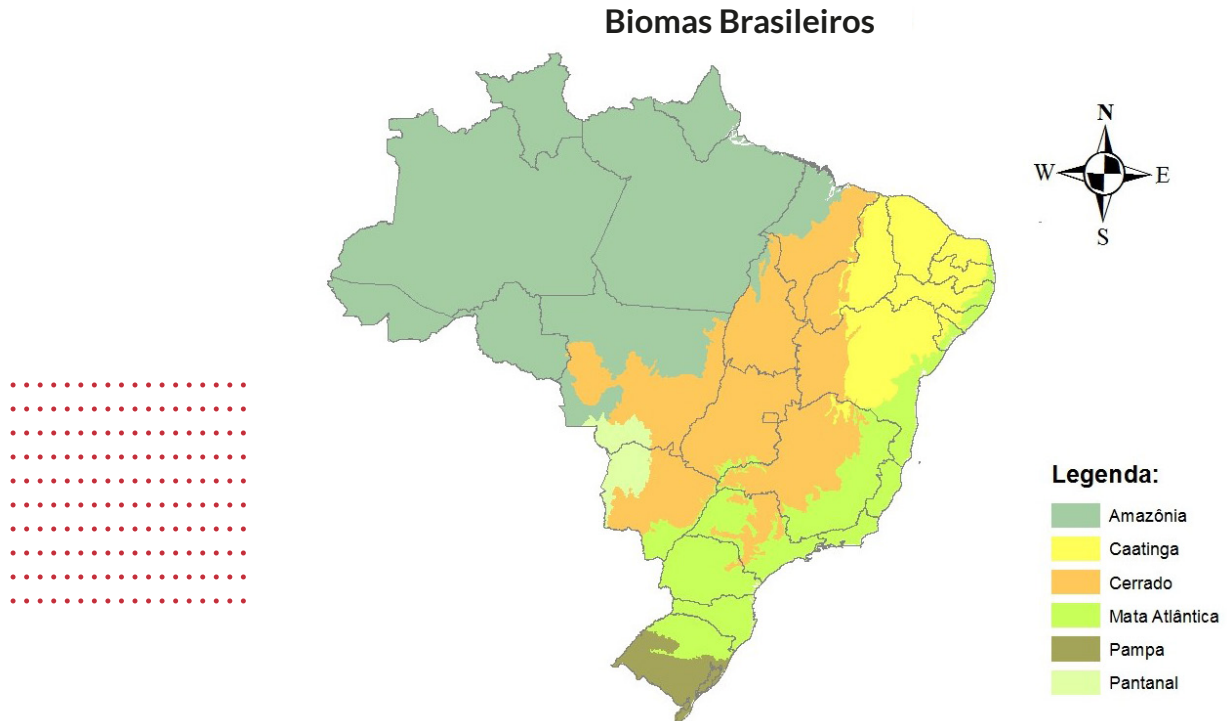 Biomas Brasileiros
N
W E
S
Legenda:
Amazônia
Caatinga
Cerrado
Mata Atlântica
Pampa
Pantanal